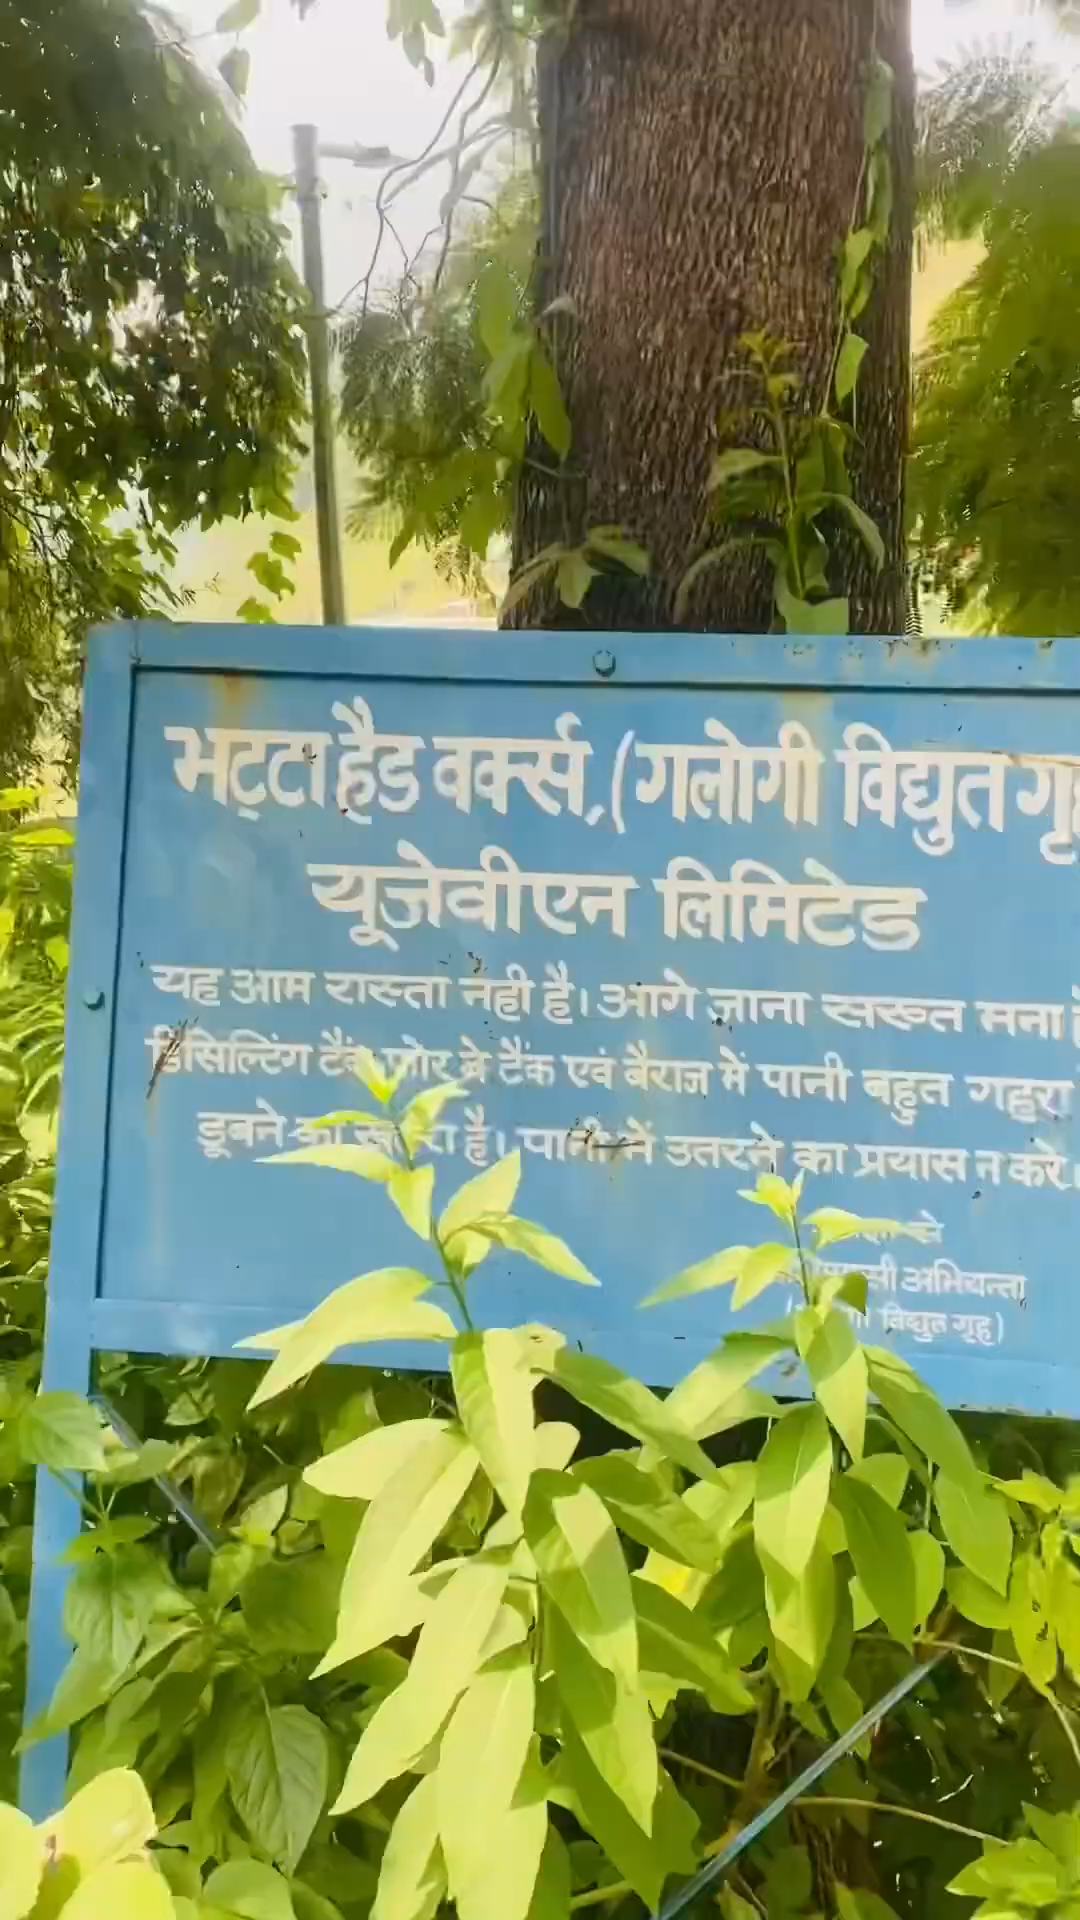 भट्टा हैड वर्क्स, (गलोगी विद्युत गृह
यूजेवीएन लिमिटेड
यह आम रास्ता नही है। आगे जाना सख्त मना है
डिसिल्टिंग टैंक फोर बे टैंक एवं बैराज में पानी बहुत गहरा
डूबने का खतरा है। पानी में उतरने का प्रयास न करे।
अभियन्ता
विद्युत गृह)